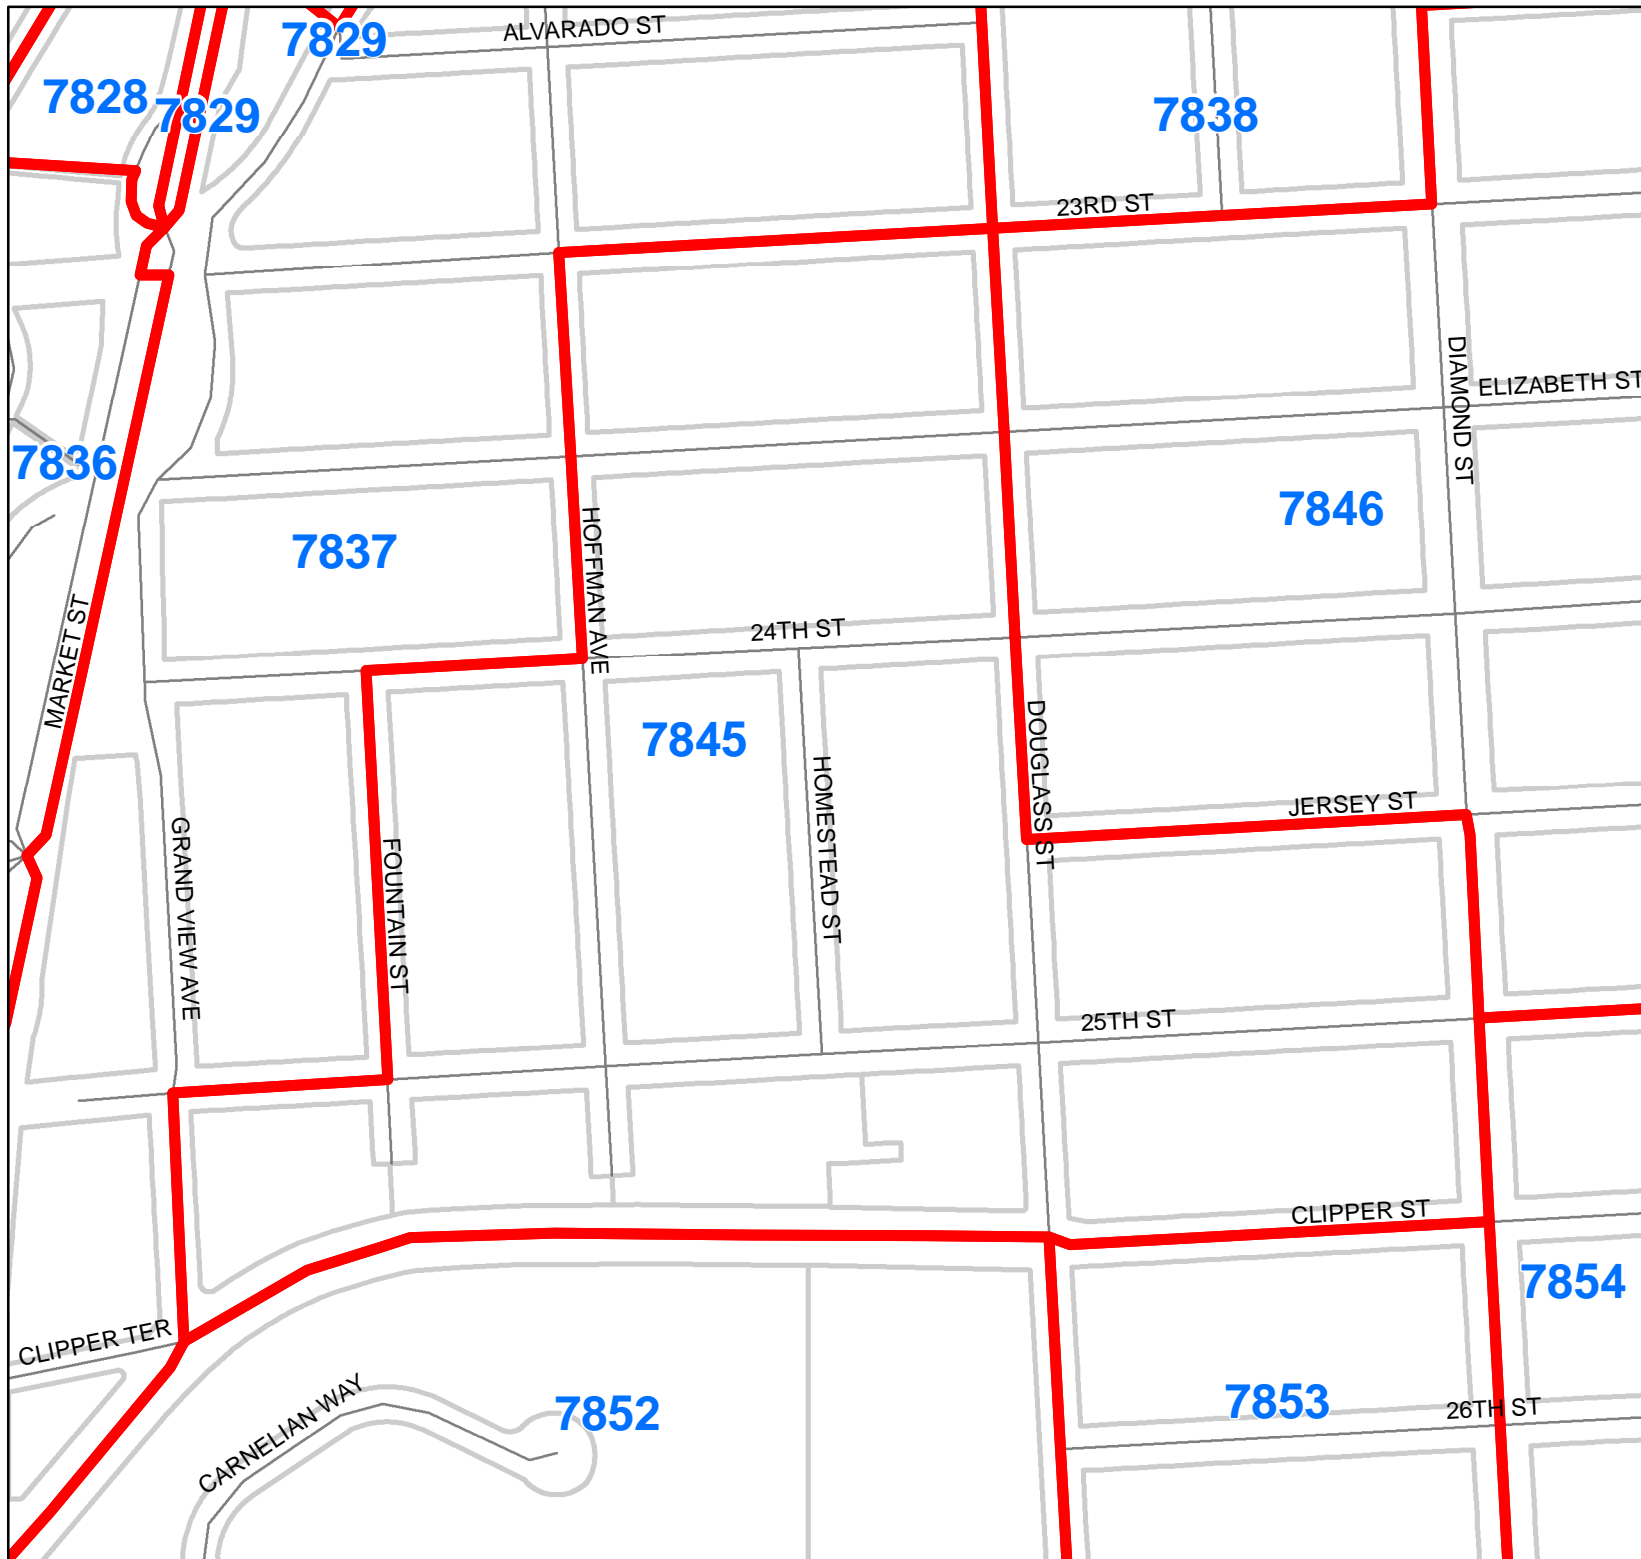 ALVARADO ST
7829
7828
7829
7838
23RD ST
DIAMOND ST
ELIZABETH ST
7836
7846
7837
HOFFMAN AVE
MARKET ST
24TH ST
7845
DOUGLASS ST
HOMESTEAD ST
JERSEY ST
GRAND VIEW AVE
FOUNTAIN ST
25TH ST
CLIPPER ST
7854
CLIPPER TER
CARNELIAN WAY
7852
7853
26TH ST